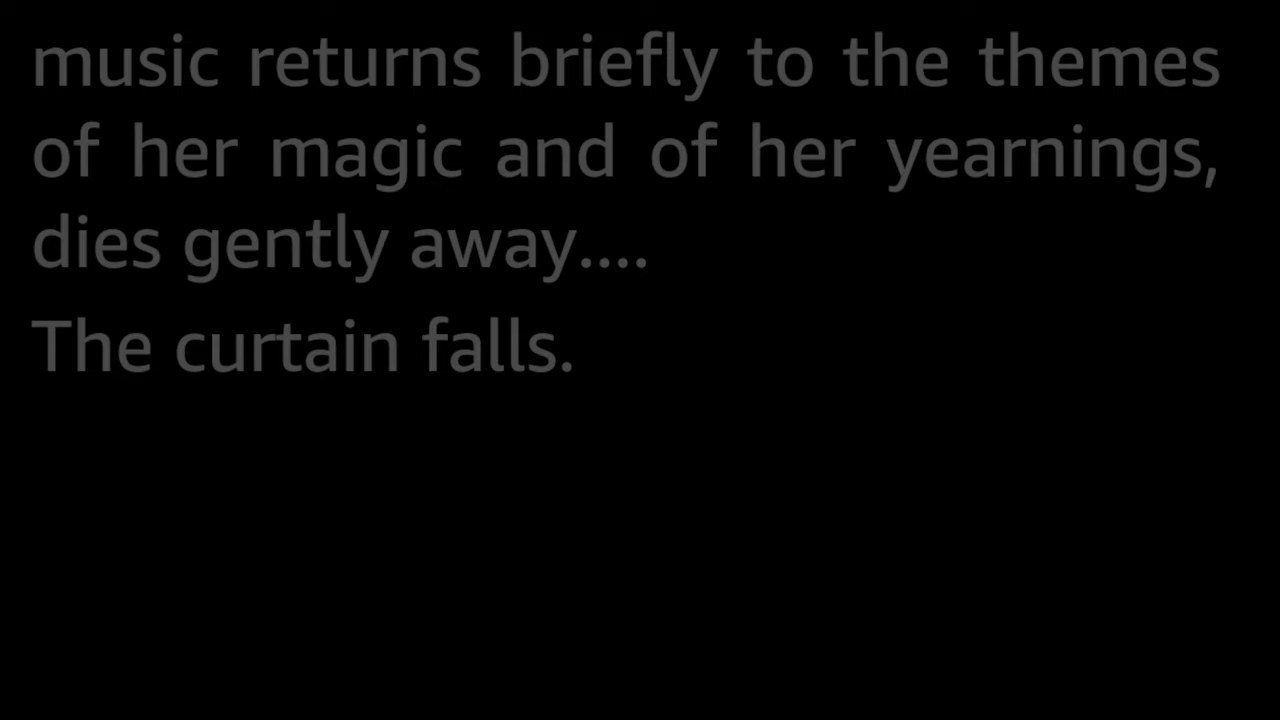 music returns briefly to the themes
of her magic and of her yearnings,
dies gently away....
The curtain falls.